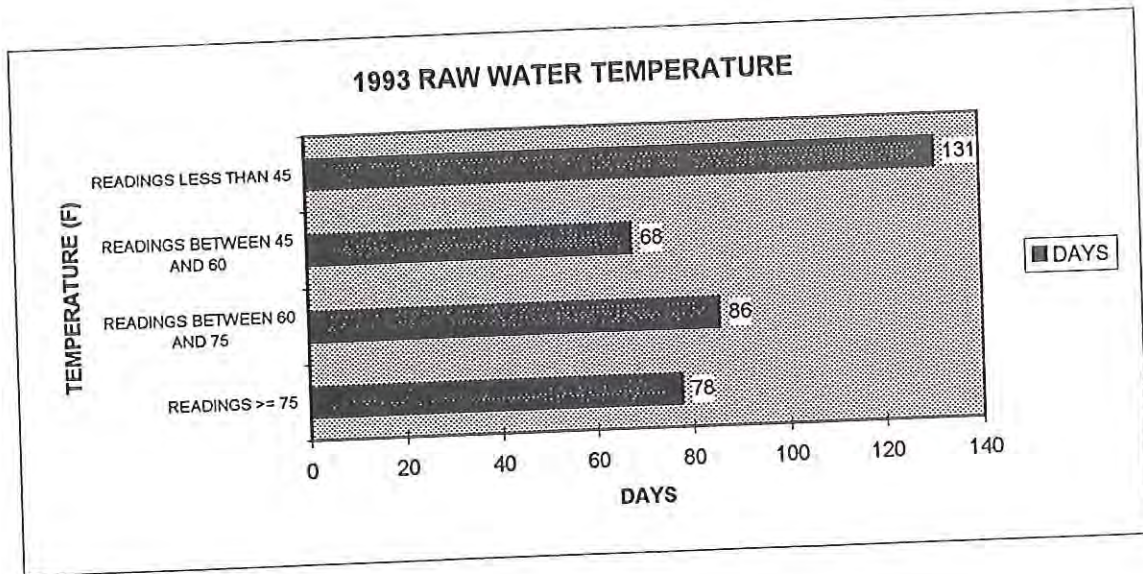 1993 RAW WATER TEMPERATURE
TEMPERATURE (F)
READINGS LESS THAN 45
131
READINGS BETWEEN 45
AND 60
68
READINGS BETWEEN 60
AND 75
86
READINGS >= 75
78
DAYS
0 20 40 60 80 100 120 140
DAYS